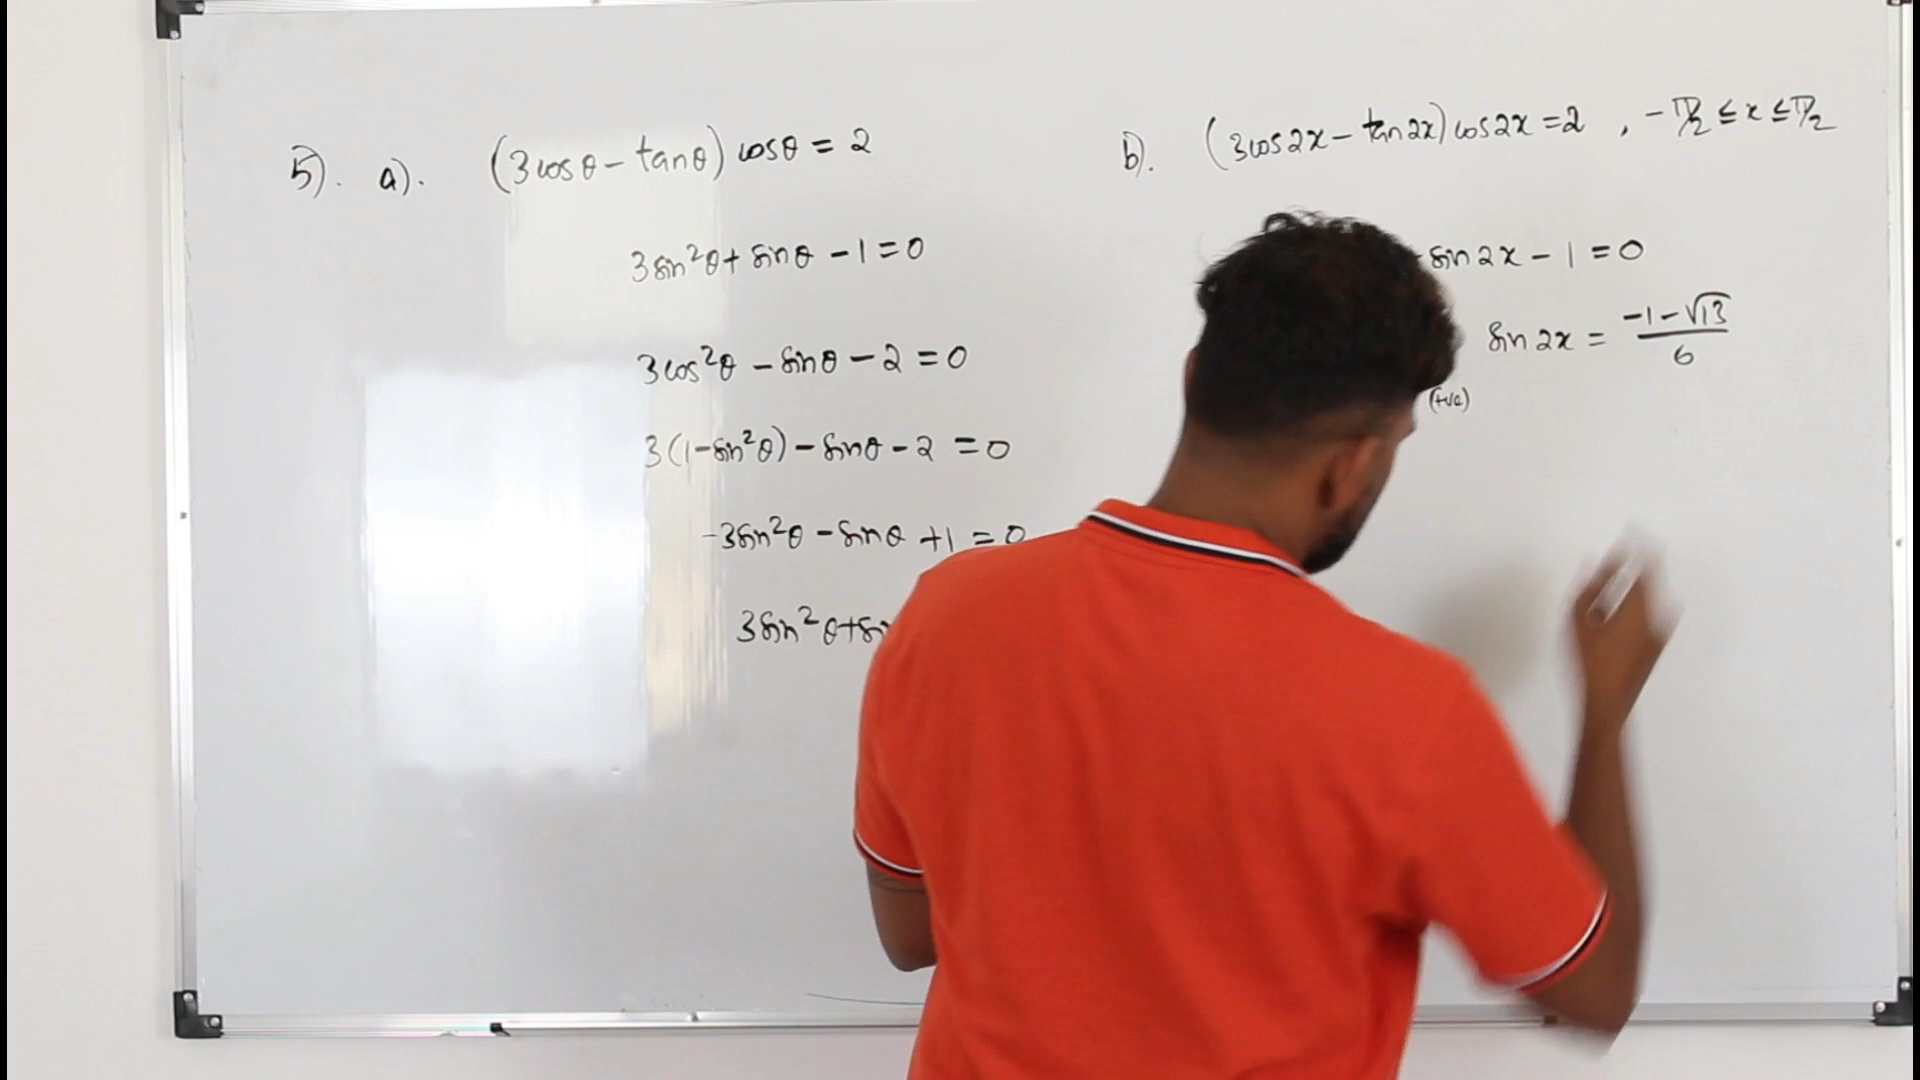 5). a). (3cosθ - tanθ) cosθ = 2
3sin²θ + sinθ - 1 = 0
3cos²θ - sinθ - 2 = 0
3(1-sin²θ) - sinθ - 2 = 0
-3sin²θ - sinθ + 1 = 0
3sin²θ + sin
b). (3cos2x - tan2x) cos2x = 2 , -π/2 ≤ x ≤ π/2
sin2x - 1 = 0
sin2x = (-1-√13)/6
(+ve)